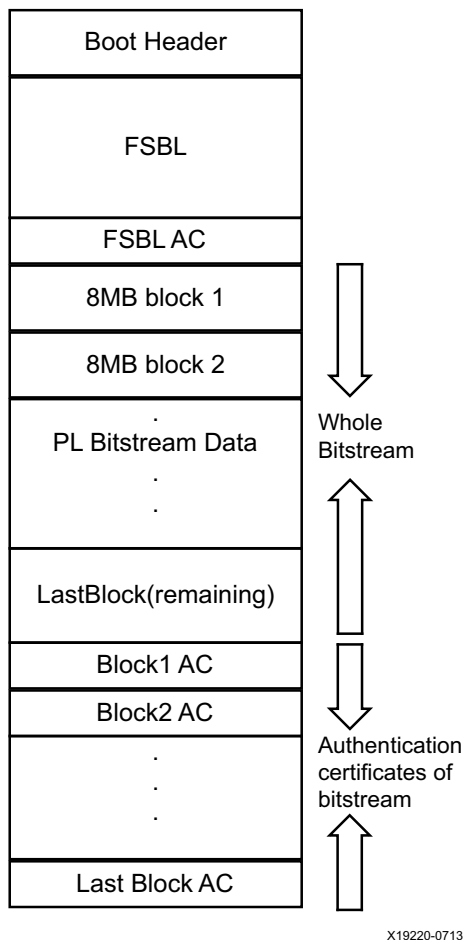 Boot Header
FSBL
FSBL AC
8MB block 1
8MB block 2
.
PL Bitstream Data
.
.
Whole
Bitstream
LastBlock(remaining)
Block1 AC
Block2 AC
.
.
.
Authentication
certificates of
bitstream
Last Block AC
X19220-0713